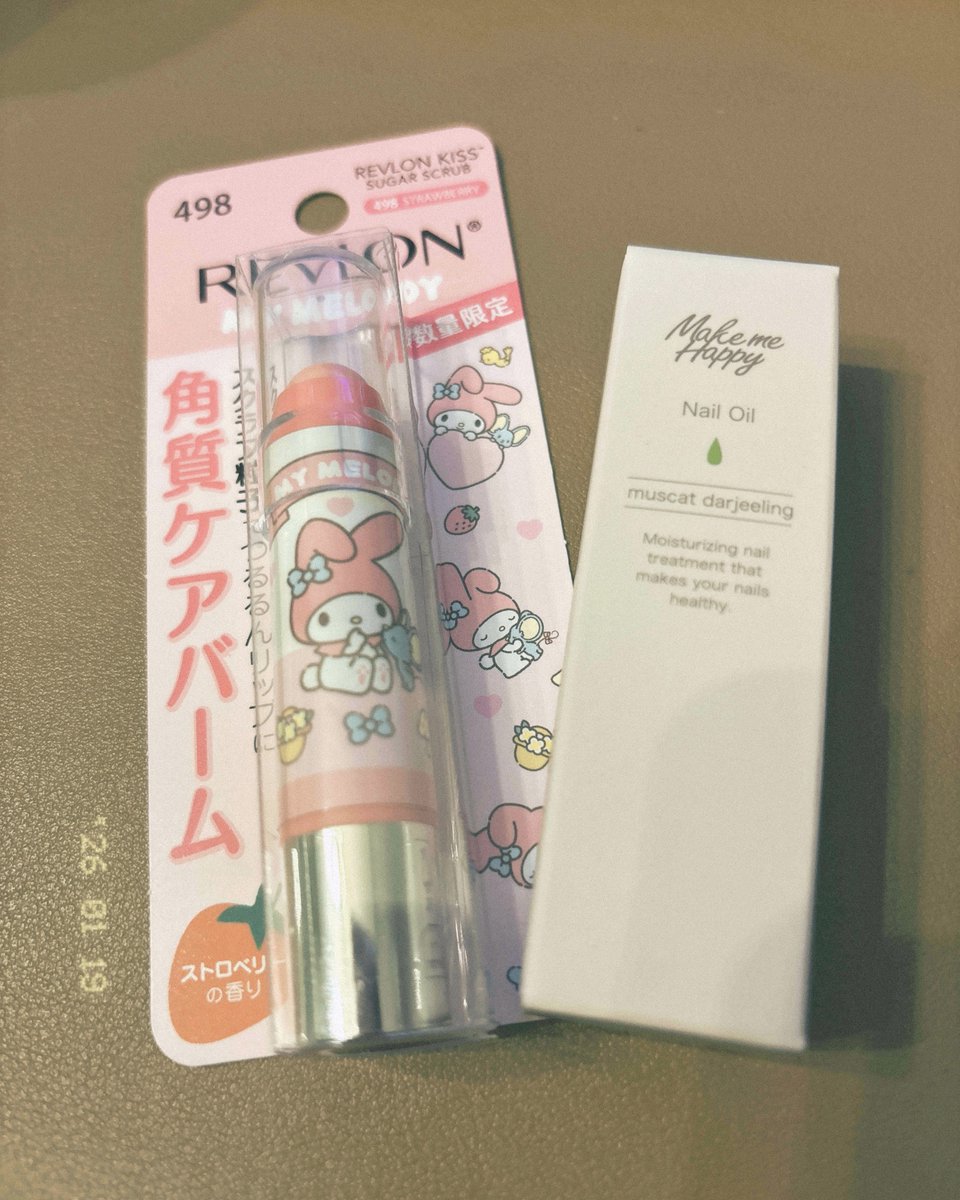 498
REVLON KISS™
SUGAR SCRUB
498 STRAWBERRY
REVLON®
MY MELODY
数量限定
角質ケアバーム
つるるんリップに
MY MELO
ストロベリー
の香り
Make me
Happy
Nail Oil
muscat darjeeling
Moisturizing nail
treatment that
makes your nails
healthy.
'26 01 19